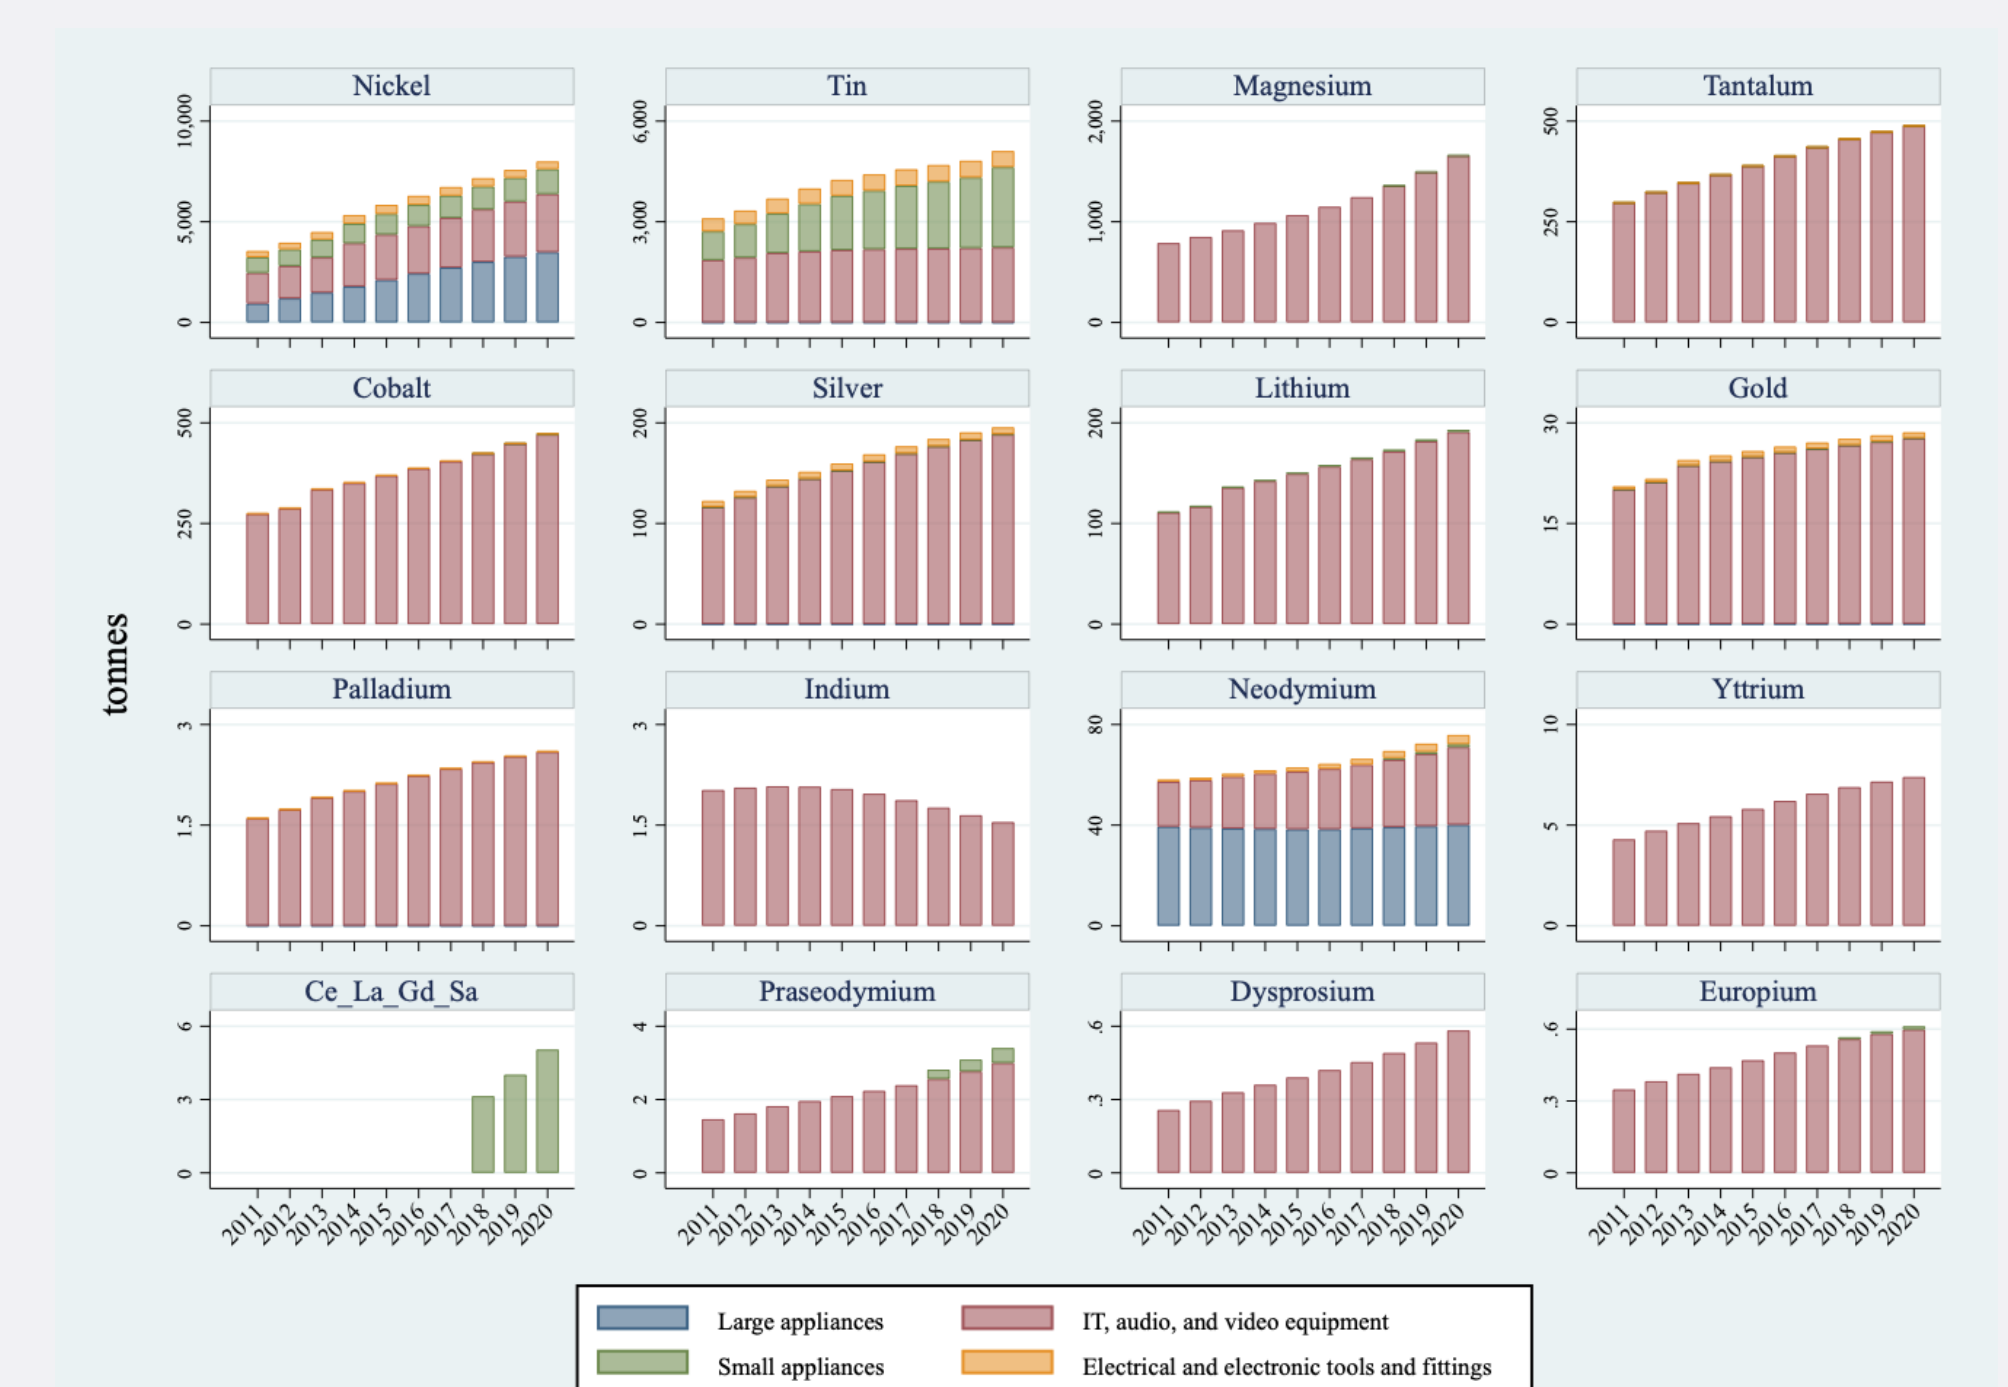 Nickel
Tin
Magnesium
Tantalum
10,000
5,000
0
6,000
3,000
0
2,000
1,000
0
500
250
0
Cobalt
Silver
Lithium
Gold
500
250
0
200
100
0
200
100
0
30
15
0
tonnes
Palladium
Indium
Neodymium
Yttrium
3
1.5
0
3
1.5
0
80
40
0
10
5
0
Ce_La_Gd_Sa
Praseodymium
Dysprosium
Europium
6
3
0
4
2
0
.6
.3
0
.6
.3
0
2011 2012 2013 2014 2015 2016 2017 2018 2019 2020
2011 2012 2013 2014 2015 2016 2017 2018 2019 2020
2011 2012 2013 2014 2015 2016 2017 2018 2019 2020
2011 2012 2013 2014 2015 2016 2017 2018 2019 2020
Large appliances
IT, audio, and video equipment
Small appliances
Electrical and electronic tools and fittings